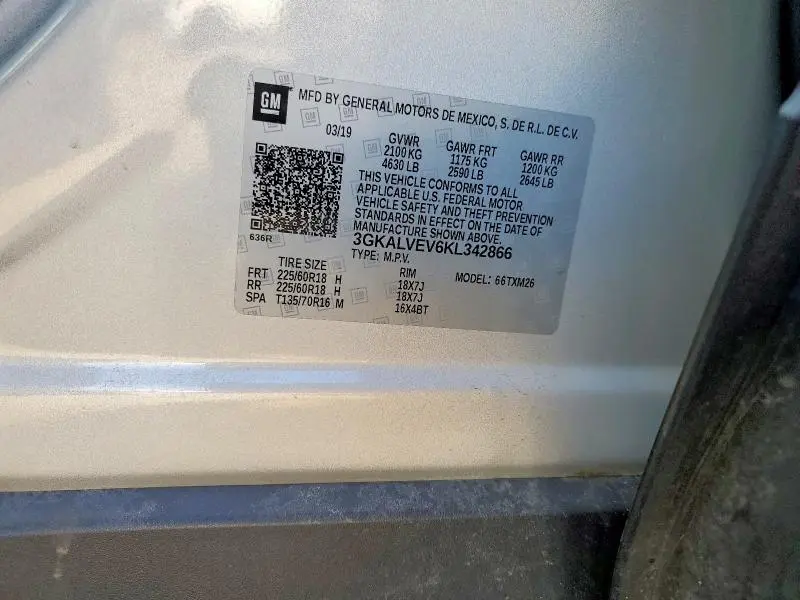 GM MFD BY GENERAL MOTORS DE MEXICO, S. DE R.L. DE C.V.
03/19 GVWR GAWR FRT GAWR RR
2100 KG 1175 KG 1200 KG
4630 LB 2590 LB 2645 LB
THIS VEHICLE CONFORMS TO ALL
APPLICABLE U.S. FEDERAL MOTOR
VEHICLE SAFETY AND THEFT PREVENTION
STANDARDS IN EFFECT ON THE DATE OF
MANUFACTURE SHOWN ABOVE.
636R 3GKALVEV6KL342866
TYPE: M.P.V. MODEL: 66TXM26
TIRE SIZE RIM
FRT 225/60R18 H 18X7J
RR 225/60R18 H 18X7J
SPA T135/70R16 M 16X4BT